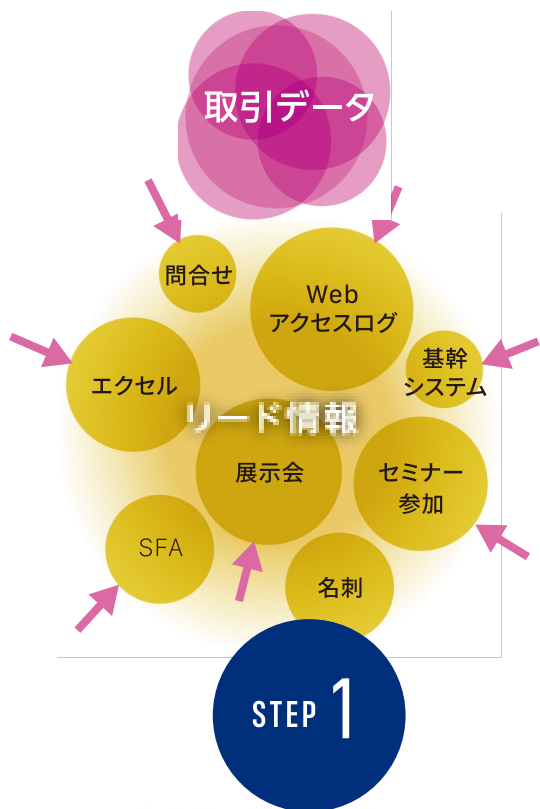 取引データ
問合せ
Web
アクセスログ
基幹
システム
エクセル
リード情報
展示会
セミナー
参加
SFA
名刺
STEP 1